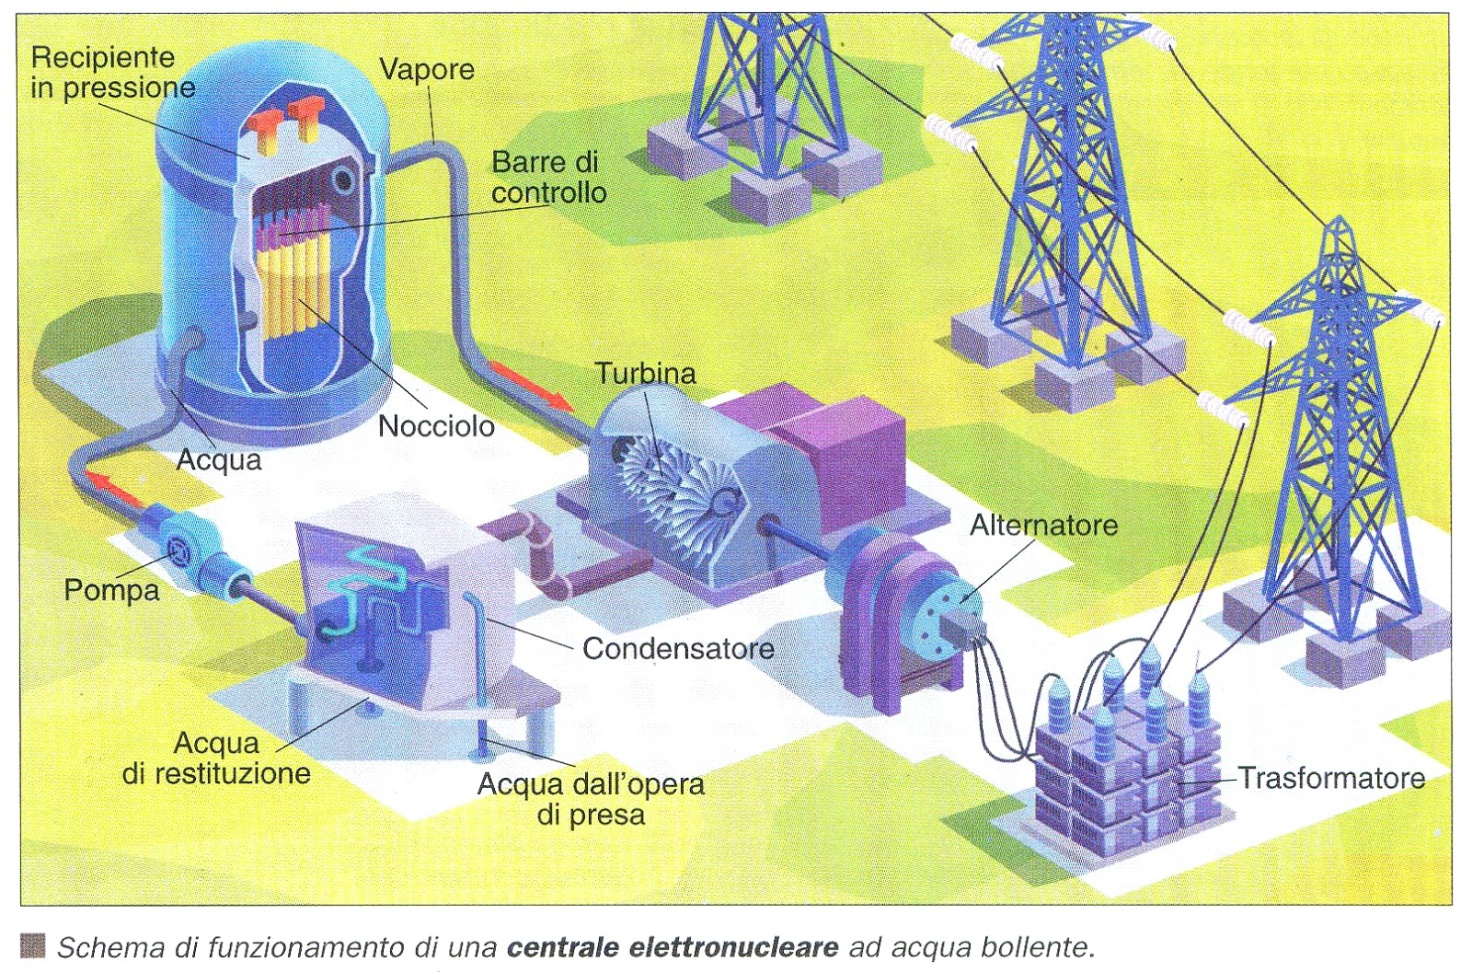 Recipiente
in pressione
Vapore
Barre di
controllo
Nocciolo
Acqua
Turbina
Pompa
Alternatore
Condensatore
Acqua
di restituzione
Acqua dall'opera
di presa
Trasformatore
Schema di funzionamento di una centrale elettronucleare ad acqua bollente.